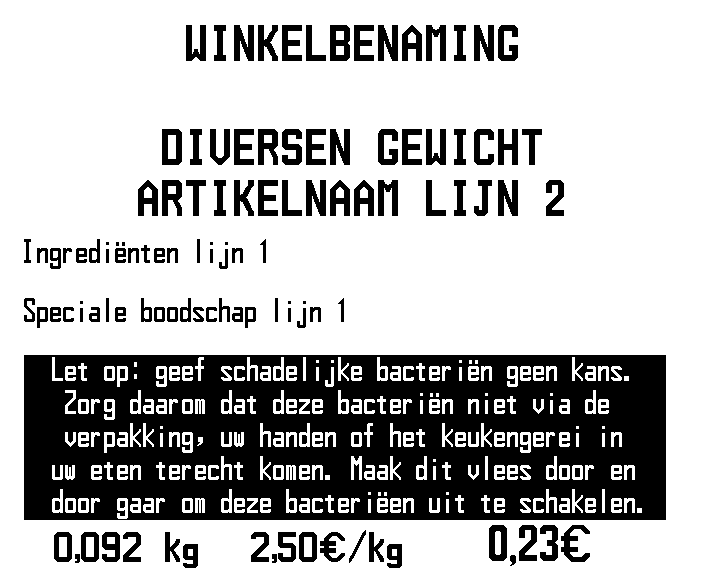 WINKELBENAMING
DIVERSEN GEWICHT
ARTIKELNAAM LIJN 2
Ingrediënten lijn 1
Speciale boodschap lijn 1
Let op: geef schadelijke bacteriën geen kans.
Zorg daarom dat deze bacteriën niet via de
verpakking, uw handen of het keukengerei in
uw eten terecht komen. Maak dit vlees door en
door gaar om deze bacteriëen uit te schakelen.
0,092 kg 2,50€/kg 0,23€